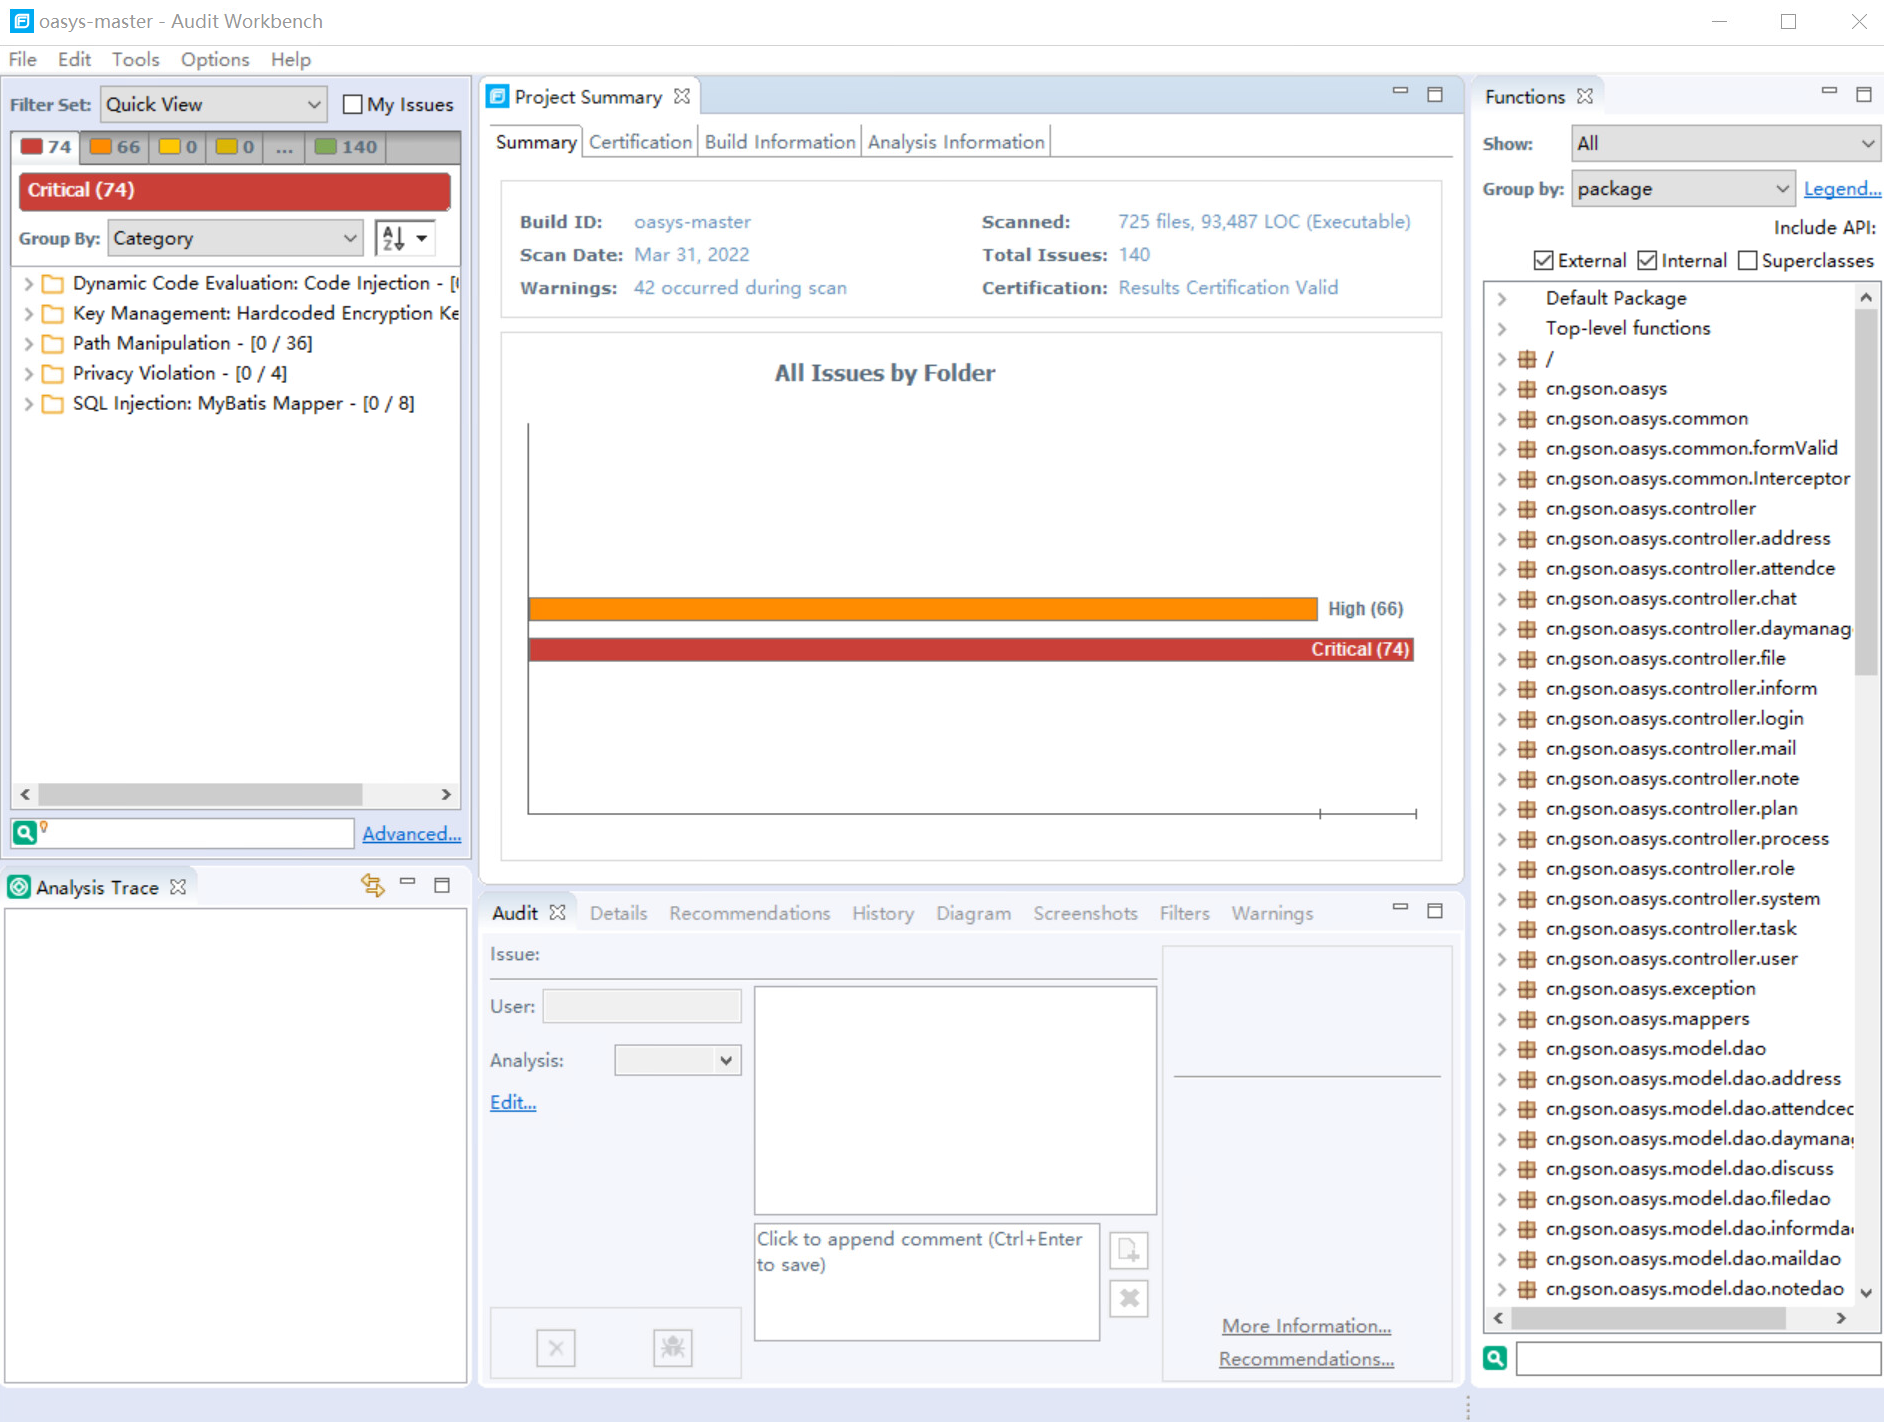 oasys-master - Audit Workbench
File Edit Tools Options Help
Filter Set: Quick View My Issues
74 66 0 0 ... 140
Critical (74)
Group By: Category
Dynamic Code Evaluation: Code Injection - [
Key Management: Hardcoded Encryption Ke
Path Manipulation - [0 / 36]
Privacy Violation - [0 / 4]
SQL Injection: MyBatis Mapper - [0 / 8]
Advanced...
Analysis Trace
Project Summary
Summary Certification Build Information Analysis Information
Build ID: oasys-master Scanned: 725 files, 93,487 LOC (Executable)
Scan Date: Mar 31, 2022 Total Issues: 140
Warnings: 42 occurred during scan Certification: Results Certification Valid
All Issues by Folder
High (66)
Critical (74)
Audit Details Recommendations History Diagram Screenshots Filters Warnings
Issue:
User:
Analysis:
Edit...
Click to append comment (Ctrl+Enter
to save)
More Information...
Recommendations...
Functions
Show: All
Group by: package Legend...
Include API:
External Internal Superclasses
Default Package
Top-level functions
/
cn.gson.oasys
cn.gson.oasys.common
cn.gson.oasys.common.formValid
cn.gson.oasys.common.Interceptor
cn.gson.oasys.controller
cn.gson.oasys.controller.address
cn.gson.oasys.controller.attendce
cn.gson.oasys.controller.chat
cn.gson.oasys.controller.daymanag
cn.gson.oasys.controller.file
cn.gson.oasys.controller.inform
cn.gson.oasys.controller.login
cn.gson.oasys.controller.mail
cn.gson.oasys.controller.note
cn.gson.oasys.controller.plan
cn.gson.oasys.controller.process
cn.gson.oasys.controller.role
cn.gson.oasys.controller.system
cn.gson.oasys.controller.task
cn.gson.oasys.controller.user
cn.gson.oasys.exception
cn.gson.oasys.mappers
cn.gson.oasys.model.dao
cn.gson.oasys.model.dao.address
cn.gson.oasys.model.dao.attendcec
cn.gson.oasys.model.dao.daymana
cn.gson.oasys.model.dao.discuss
cn.gson.oasys.model.dao.filedao
cn.gson.oasys.model.dao.informda
cn.gson.oasys.model.dao.maildao
cn.gson.oasys.model.dao.notedao